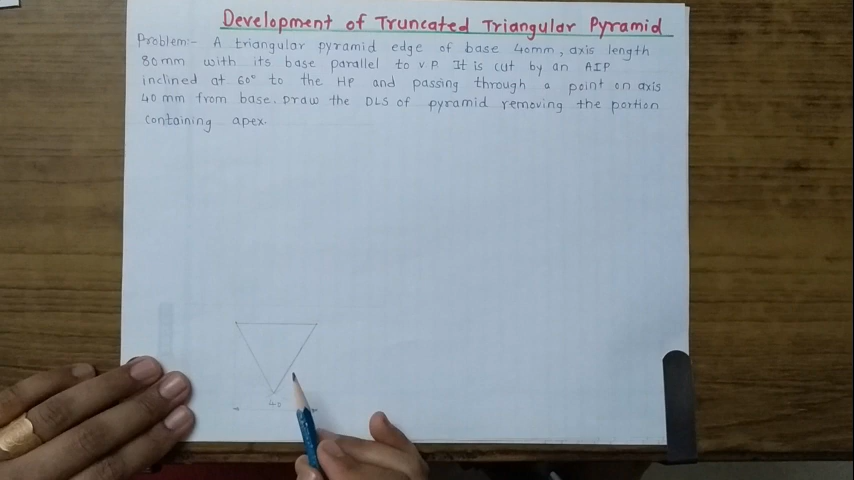 Development of Truncated Triangular Pyramid
Problem:- A triangular pyramid edge of base 40mm, axis length
80mm with its base parallel to V P. It is cut by an AIP
inclined at 60° to the HP and passing through a point on axis
40 mm from base. Draw the DLS of pyramid removing the portion
containing apex.
40